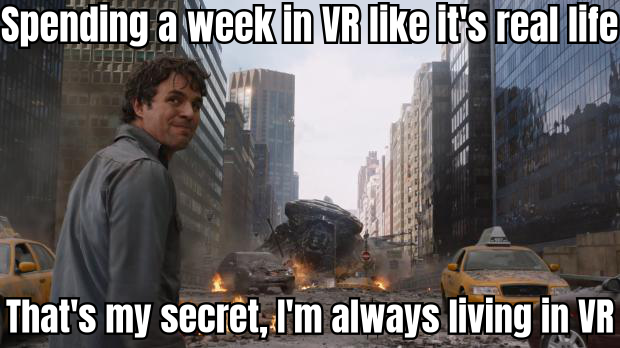 Spending a week in VR like it's real life
That's my secret, I'm always living in VR